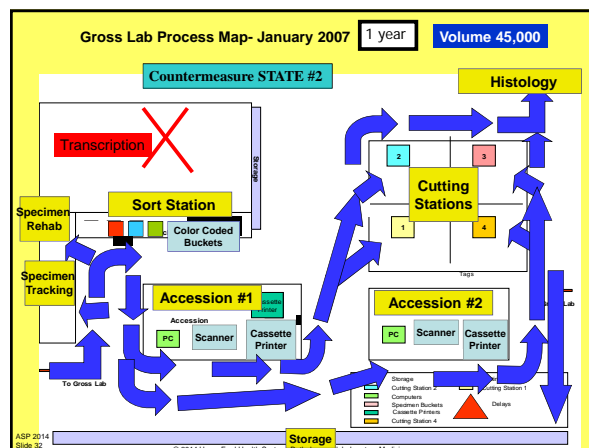 Gross Lab Process Map- January 2007
1 year
Volume 45,000
Countermeasure STATE #2
Histology
Transcription
Storage
2
3
Cutting
Stations
1
4
Tags
Sort Station
Specimen
Rehab
Color Coded
Buckets
Specimen
Tracking
Accession #1
Cassette
Printer
Accession
PC
Scanner
Cassette
Printer
Accession #2
PC
Scanner
Cassette
Printer
Lab
To Gross Lab
Storage
Cutting Station 2
Computers
Specimen Buckets
Cassette Printers
Cutting Station 4
Cutting Station 1
Delays
Storage
ASP 2014
Slide 32